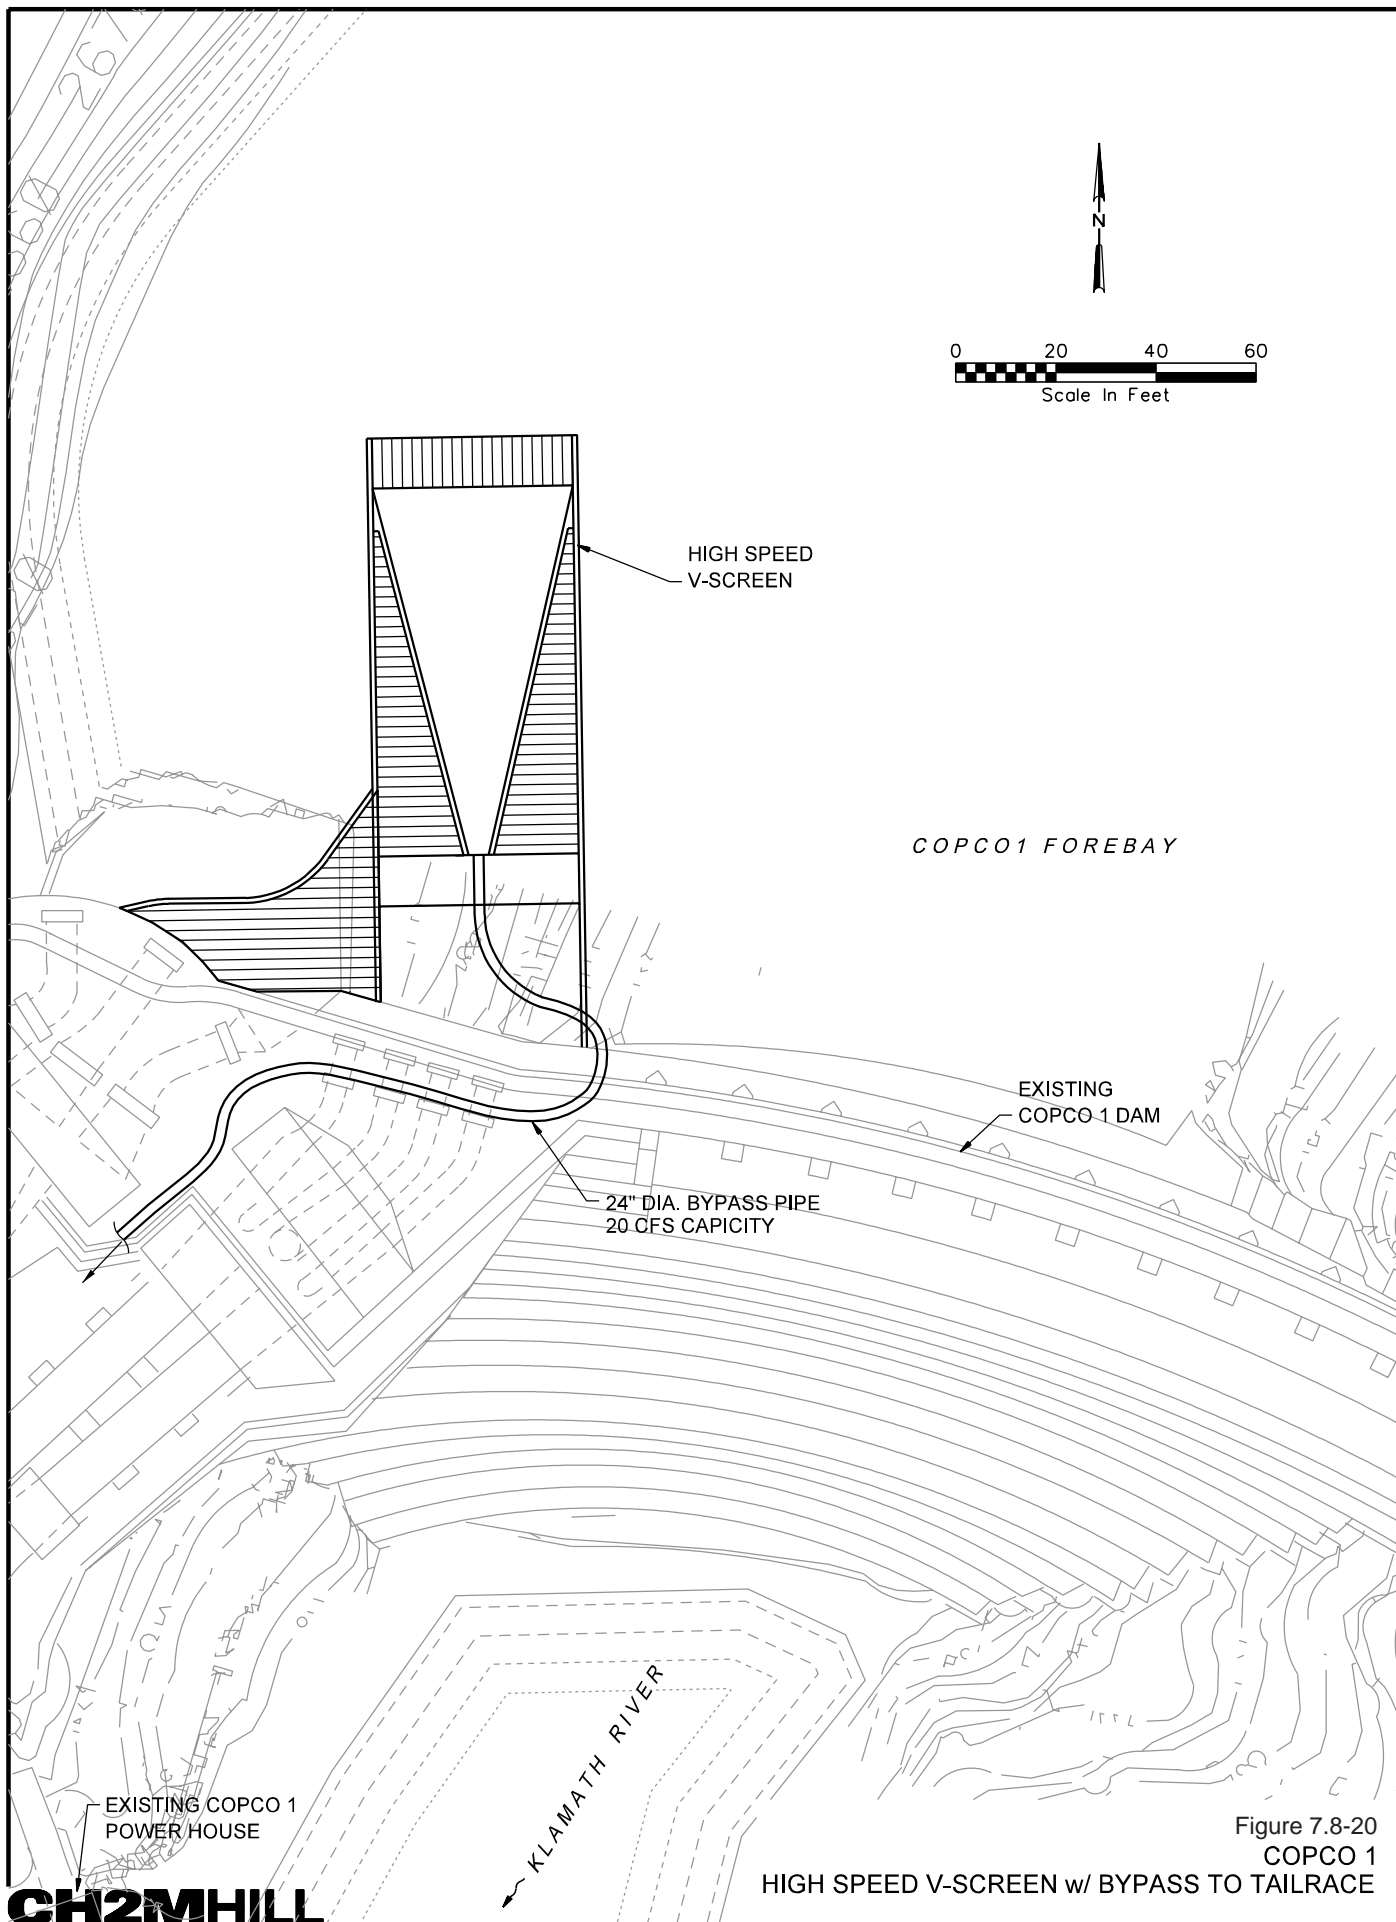 N
0 20 40 60
Scale In Feet
HIGH SPEED
V-SCREEN
COPCO1 FOREBAY
EXISTING
COPCO 1 DAM
24" DIA. BYPASS PIPE
20 CFS CAPICITY
KLAMATH RIVER
EXISTING COPCO 1
POWER HOUSE
Figure 7.8-20
COPCO 1
HIGH SPEED V-SCREEN w/ BYPASS TO TAILRACE
CH2MHILL